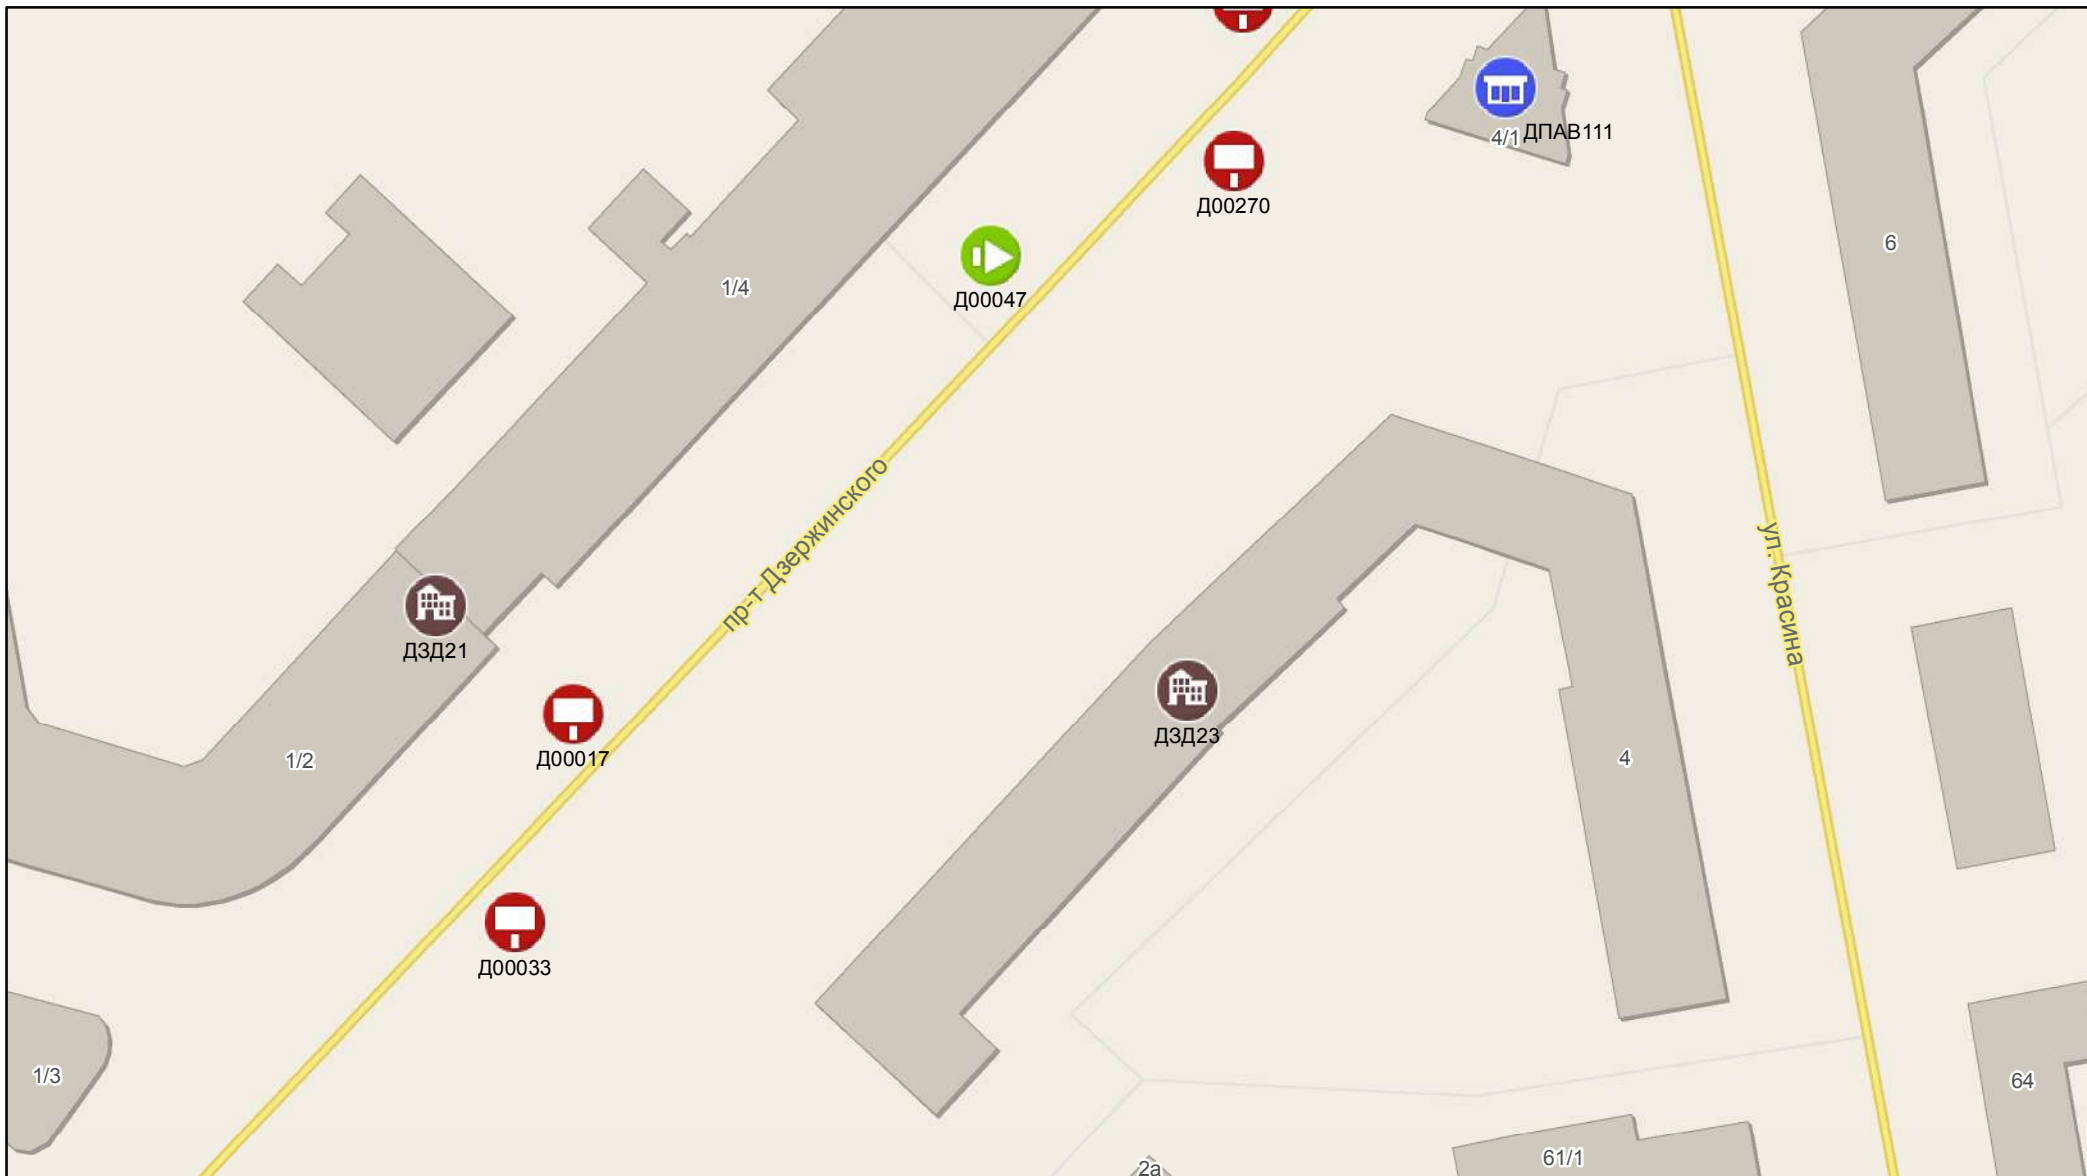 4/1
ДПАВ111
Д00270
6
1/4
Д00047
пр-т Дзержинского
ул. Красина
ДЗД21
ДЗД23
1/2
Д00017
4
Д00033
1/3
64
61/1
2а